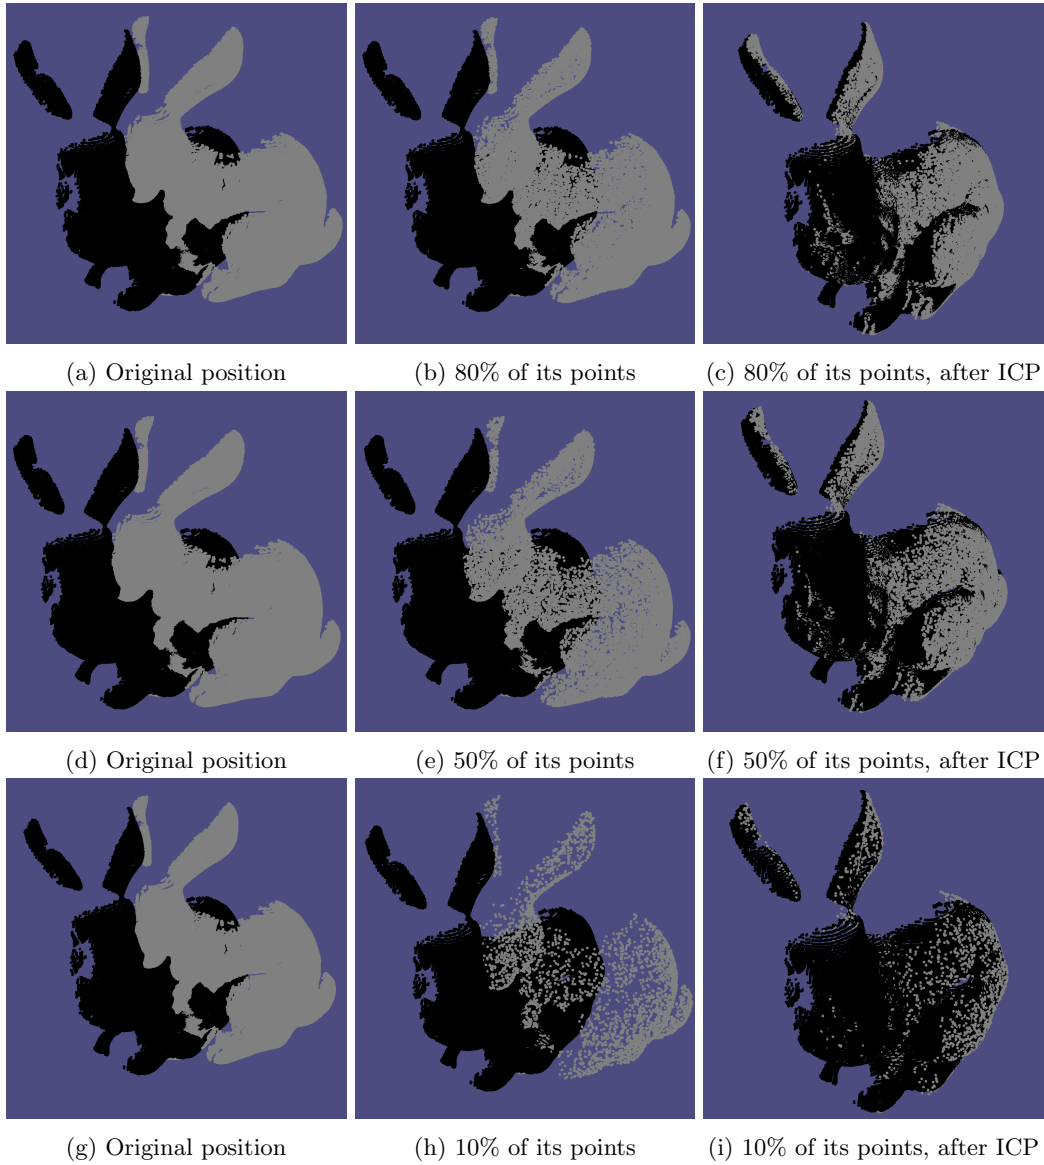 (a) Original position
(b) 80% of its points
(c) 80% of its points, after ICP
(d) Original position
(e) 50% of its points
(f) 50% of its points, after ICP
(g) Original position
(h) 10% of its points
(i) 10% of its points, after ICP